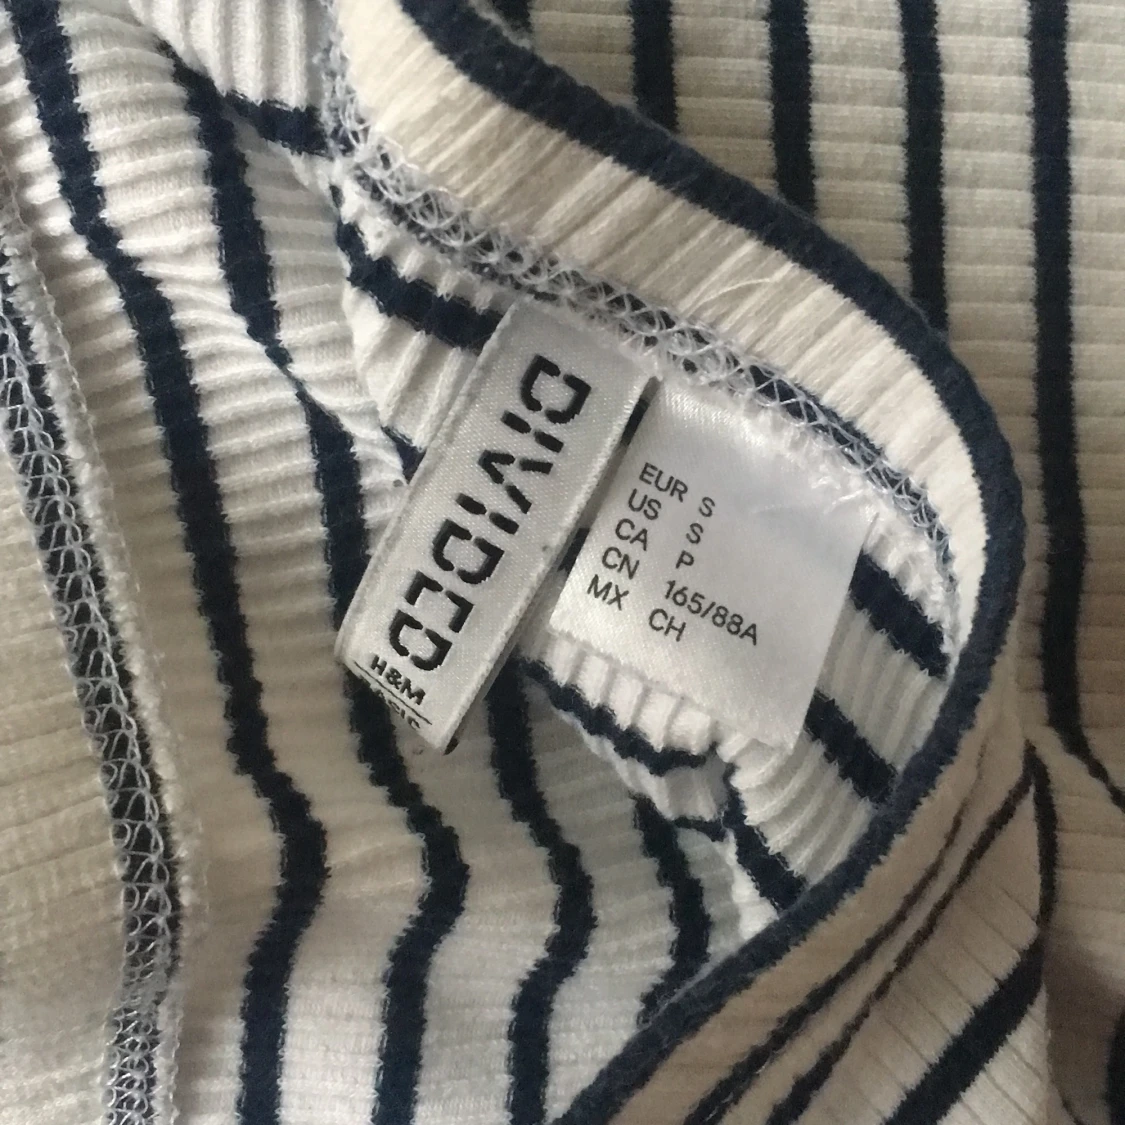 DIVIDED
H&M
EUR S
US S
CA P
CN 165/88A
MX CH